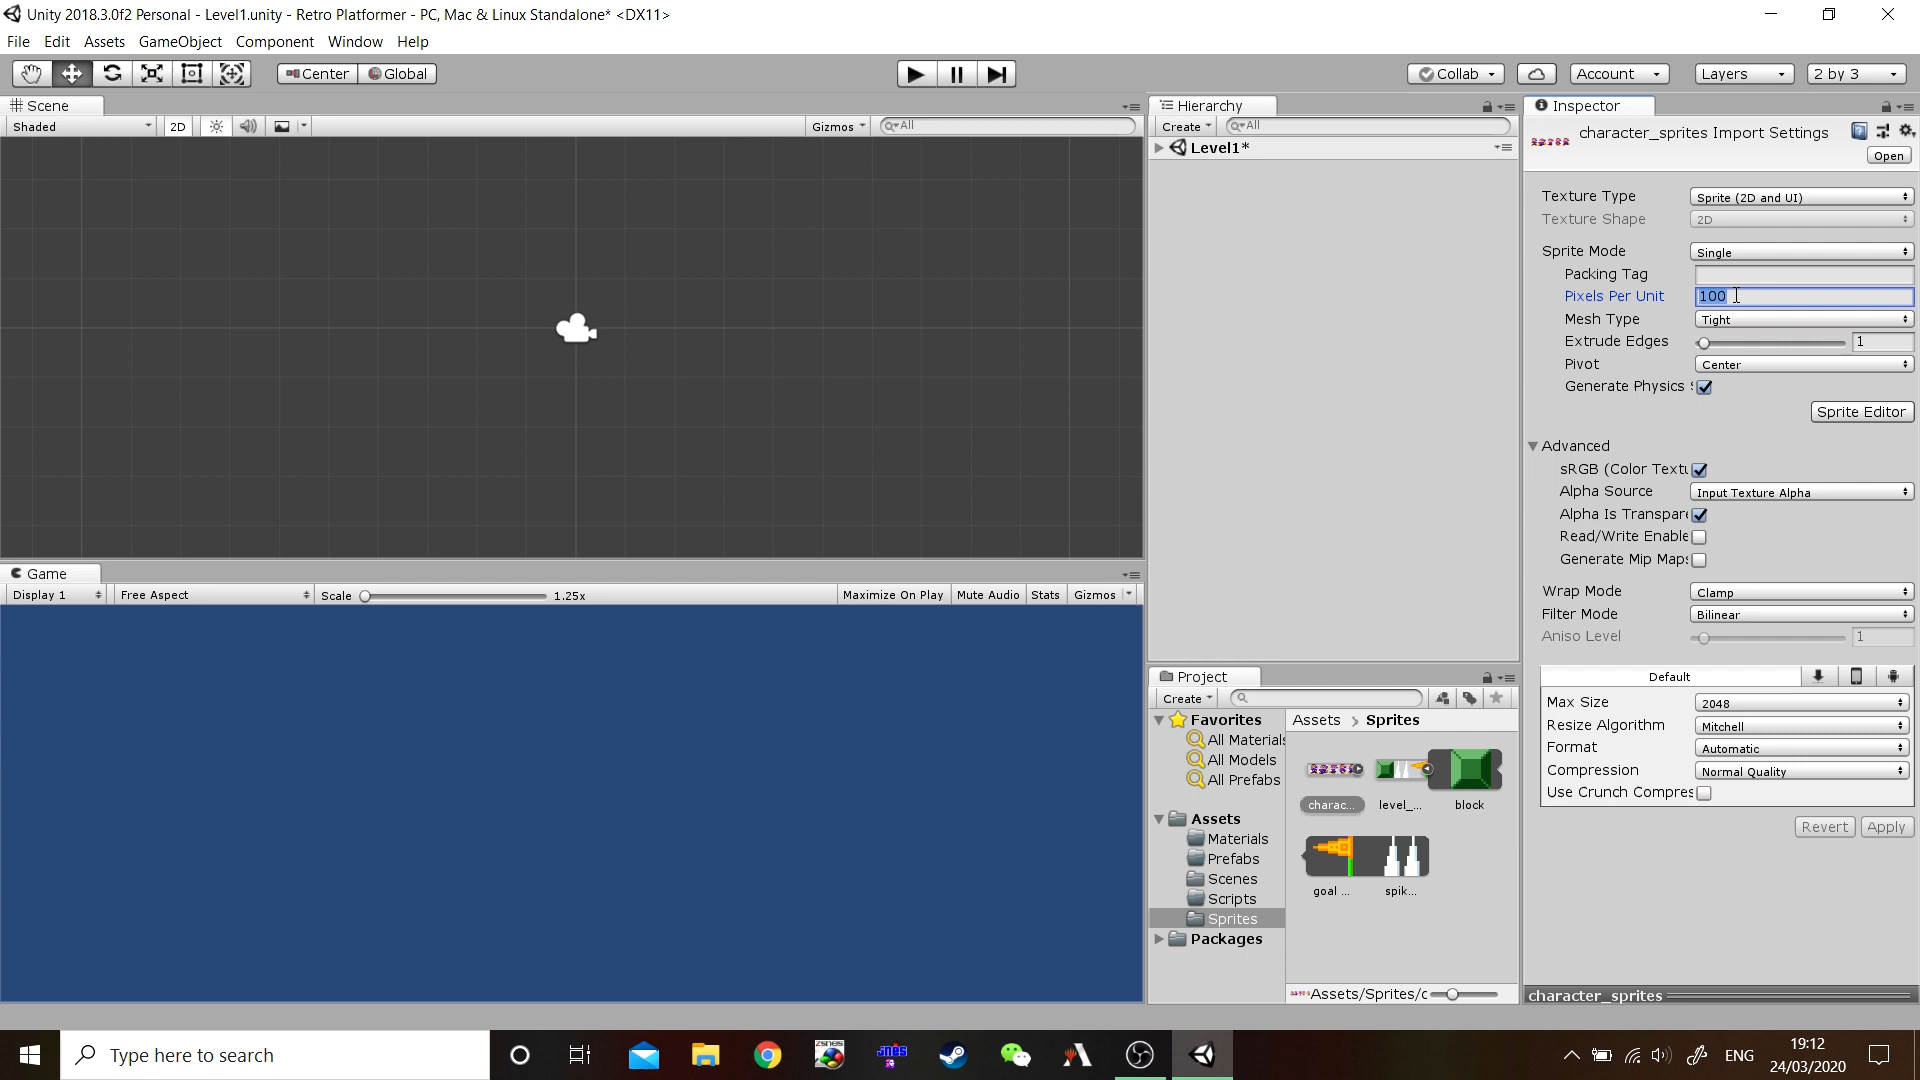 Unity 2018.3.0f2 Personal - Level1.unity - Retro Platformer - PC, Mac & Linux Standalone* <DX11>
File Edit Assets GameObject Component Window Help
Center Global Collab Account Layers 2 by 3
Scene
Shaded 2D Gizmos All
Hierarchy
Create All
Level1*
Inspector
character_sprites Import Settings
Open
Texture Type Sprite (2D and UI)
Texture Shape 2D
Sprite Mode Single
Packing Tag
Pixels Per Unit 100
Mesh Type Tight
Extrude Edges 1
Pivot Center
Generate Physics S
Sprite Editor
Advanced
sRGB (Color Textu
Alpha Source Input Texture Alpha
Alpha Is Transpare
Read/Write Enable
Generate Mip Maps
Wrap Mode Clamp
Filter Mode Bilinear
Aniso Level 1
Default
Max Size 2048
Resize Algorithm Mitchell
Format Automatic
Compression Normal Quality
Use Crunch Compres
Revert Apply
character_sprites
Game
Display 1 Free Aspect Scale 1.25x Maximize On Play Mute Audio Stats Gizmos
Project
Create
Favorites
All Materials
All Models
All Prefabs
Assets
Materials
Prefabs
Scenes
Scripts
Sprites
Packages
Assets > Sprites
charac... level_... block
goal ... spik...
Assets/Sprites/c
Type here to search
ZSNES
jnes
ENG
19:12
24/03/2020